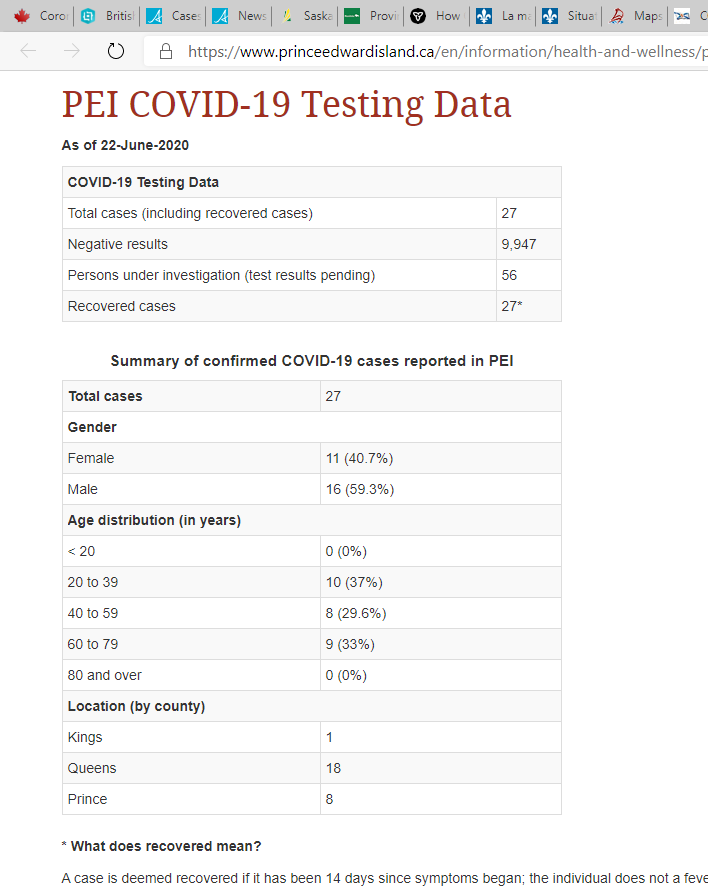 Coror
British
Cases
News
Saska
Provi
How
La ma
Situat
Maps
https://www.princeedwardisland.ca/en/information/health-and-wellness/p
PEI COVID-19 Testing Data
As of 22-June-2020
COVID-19 Testing Data
Total cases (including recovered cases) 27
Negative results 9,947
Persons under investigation (test results pending) 56
Recovered cases 27*
Summary of confirmed COVID-19 cases reported in PEI
Total cases 27
Gender
Female 11 (40.7%)
Male 16 (59.3%)
Age distribution (in years)
< 20 0 (0%)
20 to 39 10 (37%)
40 to 59 8 (29.6%)
60 to 79 9 (33%)
80 and over 0 (0%)
Location (by county)
Kings 1
Queens 18
Prince 8
* What does recovered mean?
A case is deemed recovered if it has been 14 days since symptoms began; the individual does not a feve